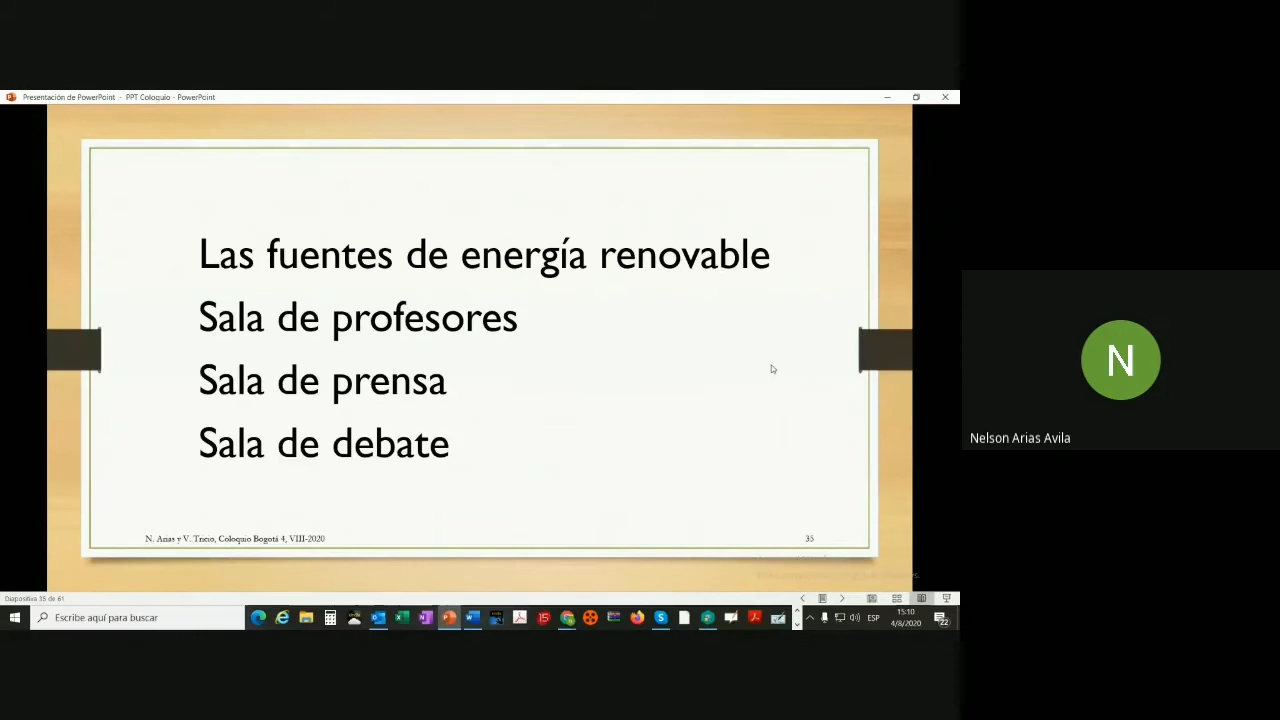 Presentación de PowerPoint - PPT Coloquio - PowerPoint
Las fuentes de energía renovable
Sala de profesores
Sala de prensa
Sala de debate
N. Arias y V. Tricio, Coloquio Bogotá 4, VIII-2020
35
N
Nelson Arias Avila
Diapositiva 35 de 61
Escribe aquí para buscar
ESP
15:10
4/8/2020
22